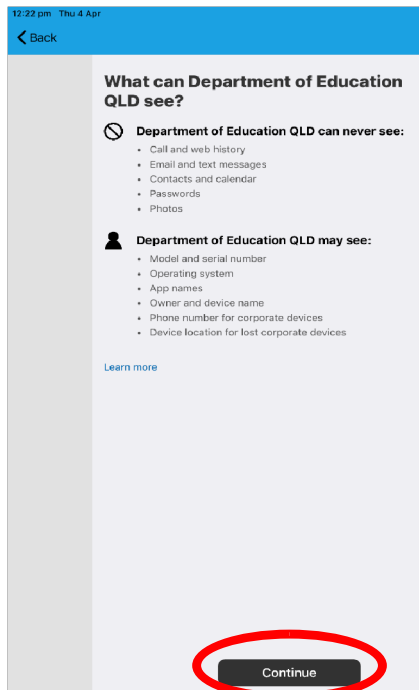 12:22 pm Thu 4 Apr
Back
What can Department of Education
QLD see?
Department of Education QLD can never see:
• Call and web history
• Email and text messages
• Contacts and calendar
• Passwords
• Photos
Department of Education QLD may see:
• Model and serial number
• Operating system
• App names
• Owner and device name
• Phone number for corporate devices
• Device location for lost corporate devices
Learn more
Continue